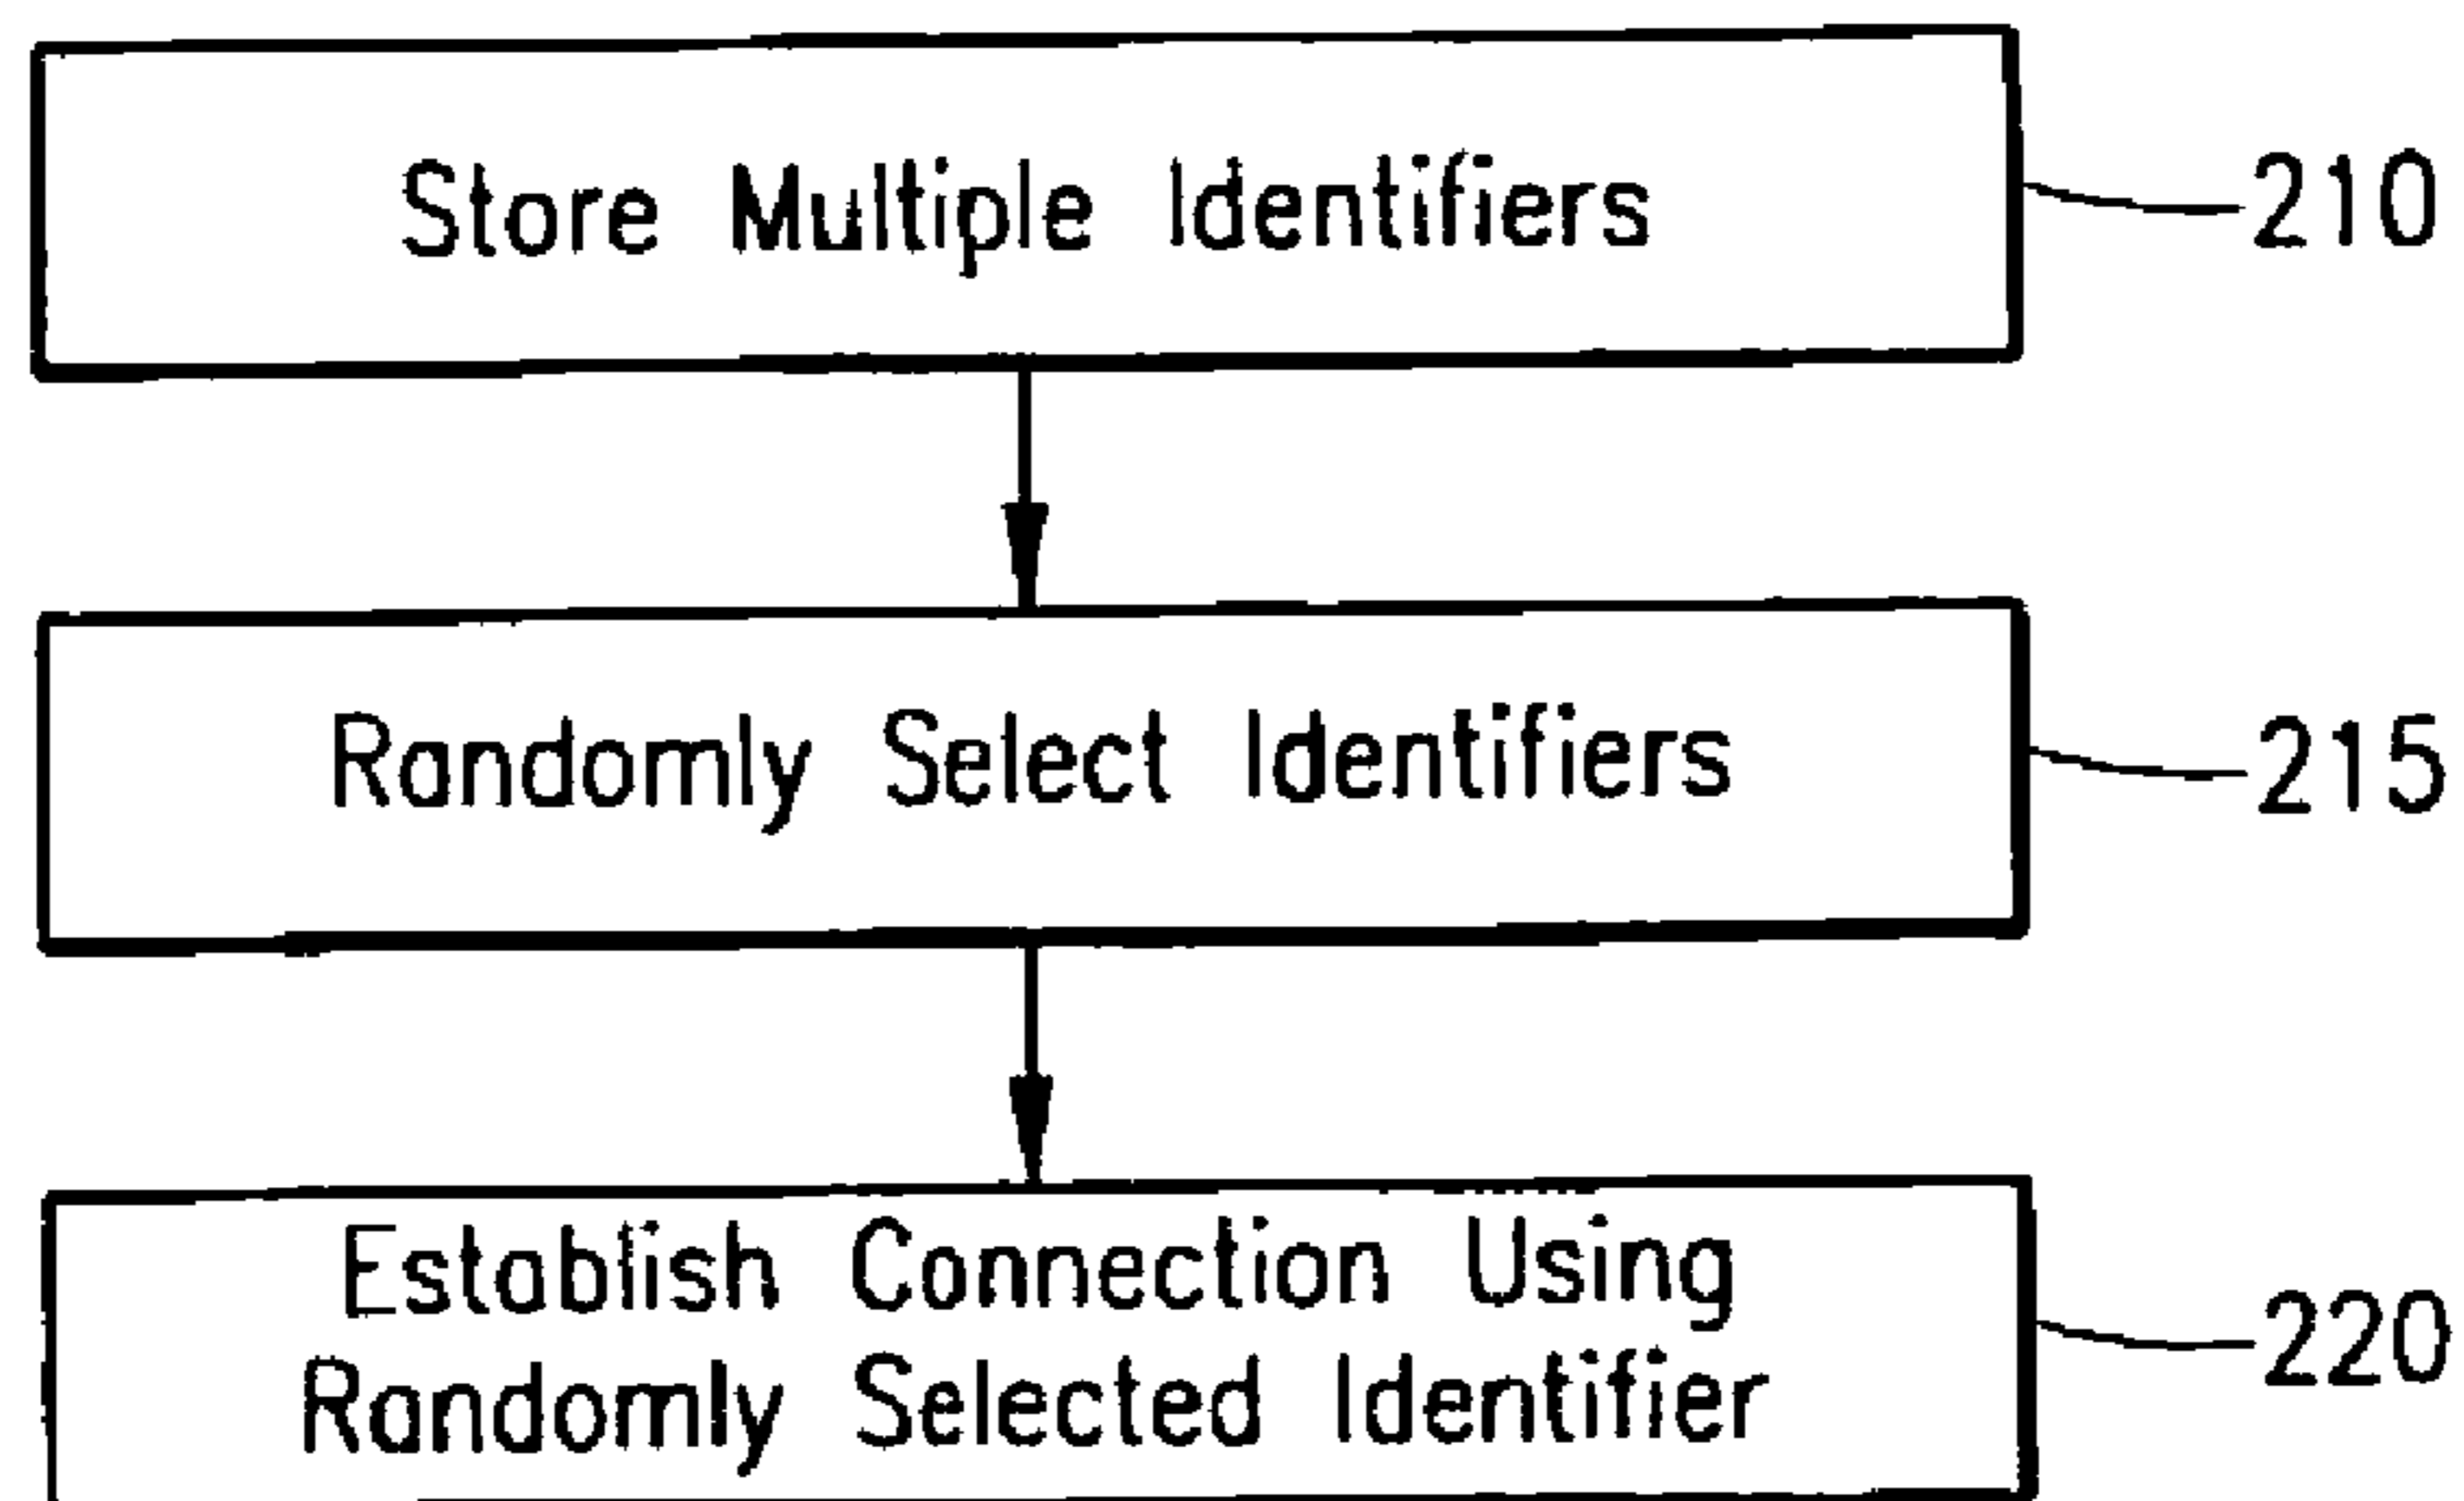 Store Multiple Identifiers
210
Randomly Select Identifiers
215
Establish Connection Using
Randomly Selected Identifier
220